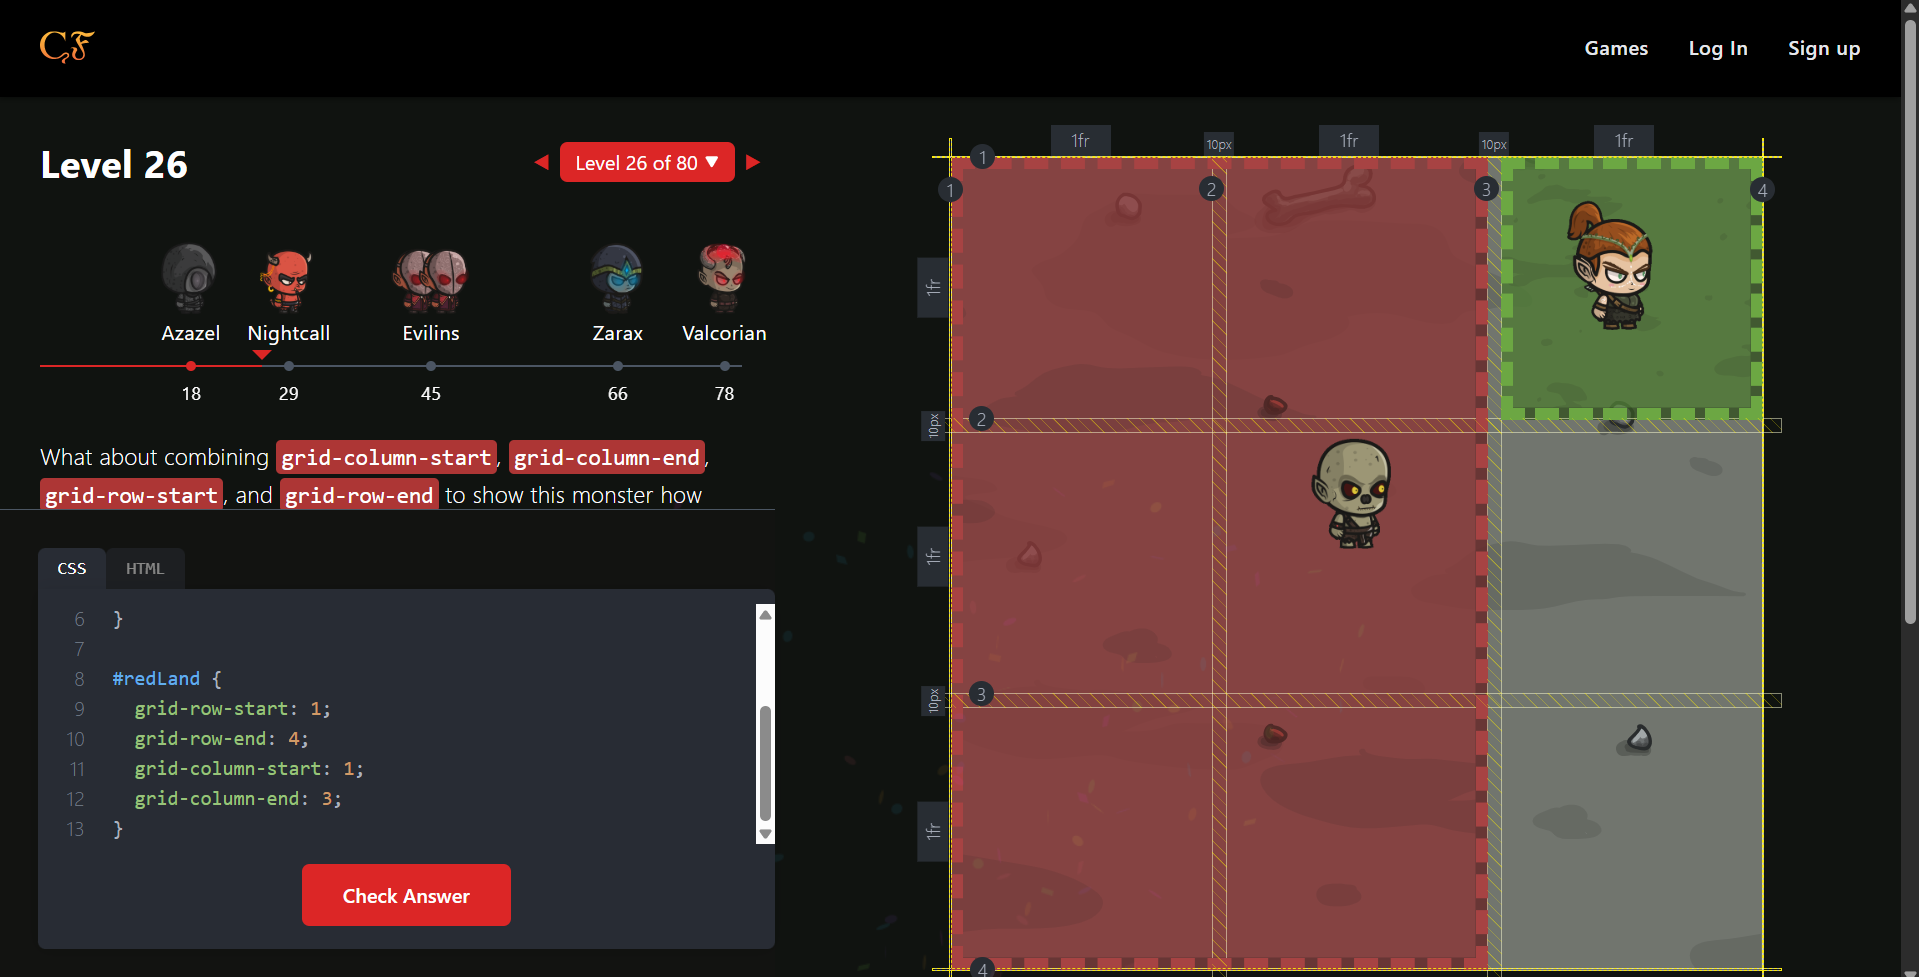 CF
Games
Log In
Sign up
Level 26
Level 26 of 80 ▼
Azazel
Nightcall
Evilins
Zarax
Valcorian
18
29
45
66
78
What about combining grid-column-start, grid-column-end,
grid-row-start, and grid-row-end to show this monster how
CSS
HTML
6 }
7
8 #redLand {
9 grid-row-start: 1;
10 grid-row-end: 4;
11 grid-column-start: 1;
12 grid-column-end: 3;
13 }
Check Answer
1fr
10px
1fr
10px
1fr
1
1
2
3
4
1fr
10px
2
1fr
10px
3
1fr
4